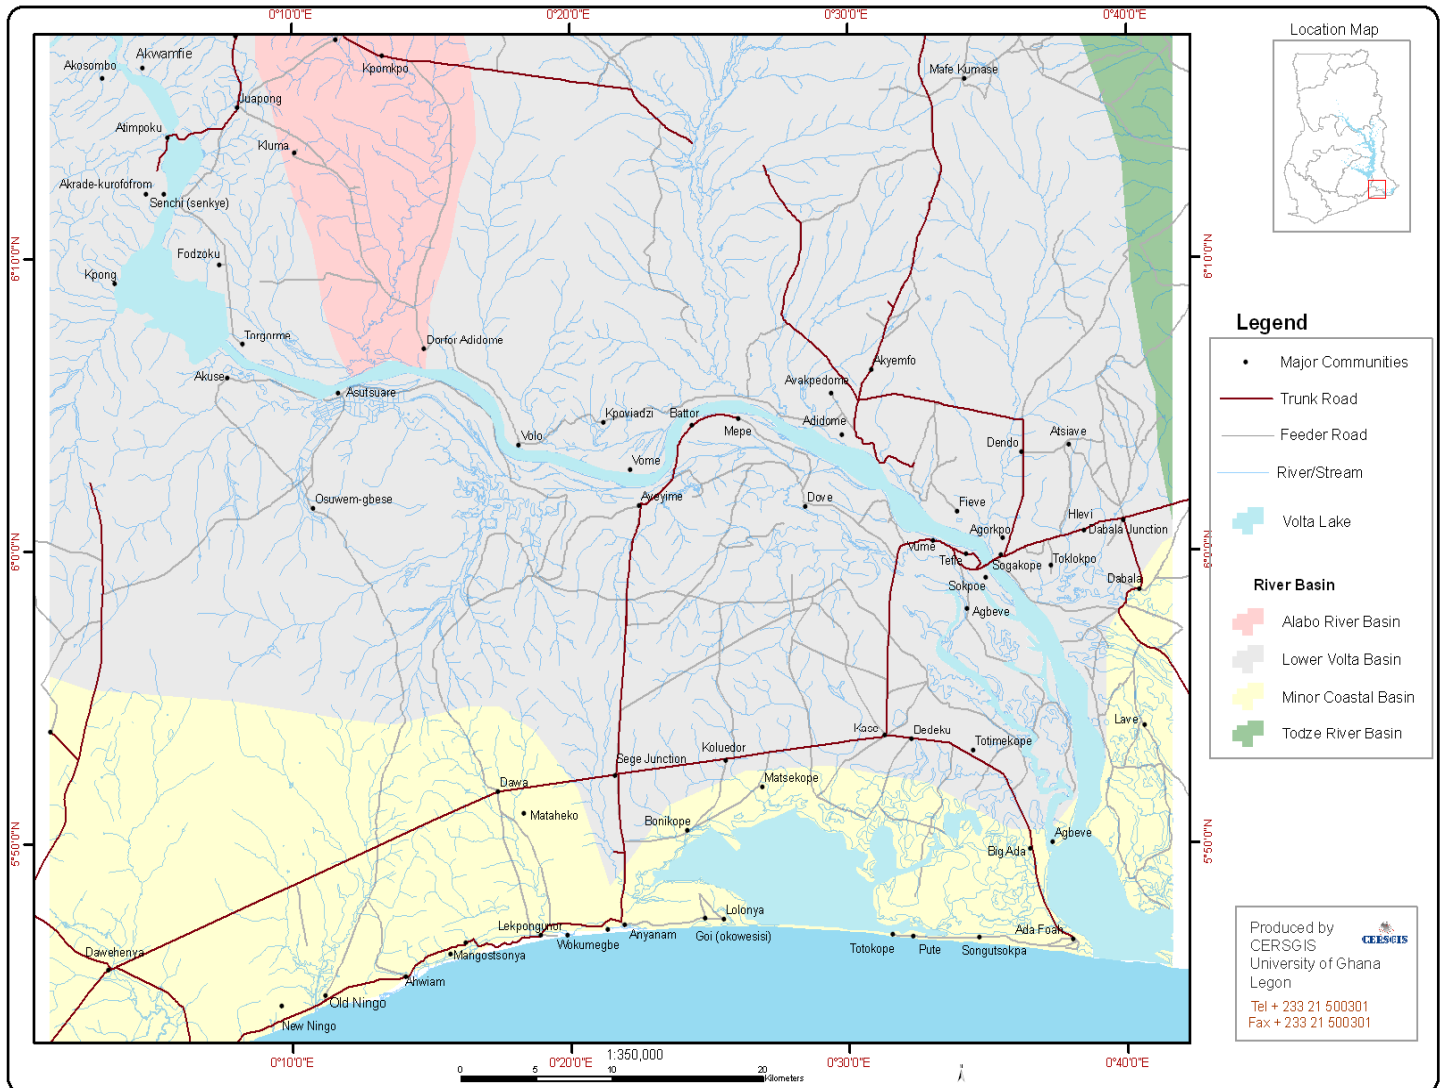 0°10'0"E
0°20'0"E
0°30'0"E
0°40'0"E
Location Map
Akosombo
Akwamfie
Kpomkpo
Mafe Kumase
Juapong
Atimpoku
Kluma
Akrade-kurofofrom
Senchi (senkye)
Fodzoku
6°10'0"N
6°10'0"N
Kpong
Torgorme
Dorfor Adidome
Akuse
Asutsuare
Akyemfo
Avakpedome
Kpoviadzi
Battor
Mepe
Adidome
Volo
Dendo
Atsiave
Vome
Osuwem-gbese
Aveyime
Dove
Fieve
Hlevi
Agorkpo
Dabala Junction
6°0'0"N
6°0'0"N
Vume
Teffe
Sogakope
Toklokpo
Sokpoe
Dabala
Agbeve
Kase
Dedeku
Totimekope
Lave
Koluedor
Sege Junction
Dawa
Matsekope
Mataheko
Bonikope
5°50'0"N
5°50'0"N
Agbeve
Big Ada
Lolonya
Lekpongunor
Anyanam
Goi (okowesisi)
Ada Foah
Wokumegbe
Totokope
Pute
Songutsokpa
Dawehenya
Mangostsonya
Ahwiam
Old Ningo
New Ningo
0°10'0"E
0°20'0"E
0°30'0"E
0°40'0"E
1:350,000
0 5 10 20
Kilometers
N
Legend
Major Communities
Trunk Road
Feeder Road
River/Stream
Volta Lake
River Basin
Alabo River Basin
Lower Volta Basin
Minor Coastal Basin
Todze River Basin
Produced by
CERSGIS
CERSGIS
University of Ghana
Legon
Tel + 233 21 500301
Fax + 233 21 500301